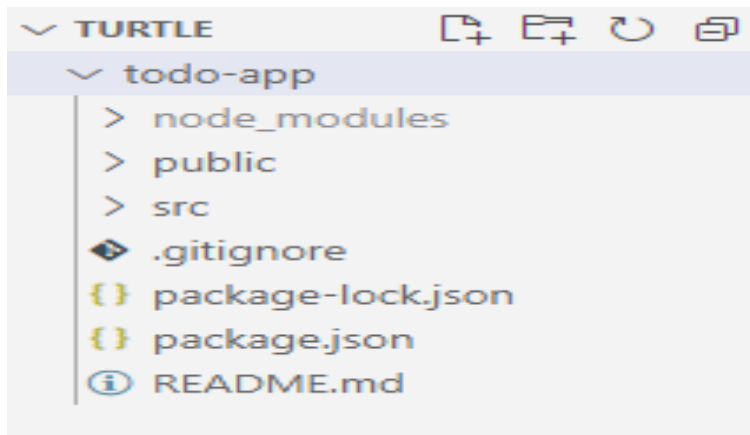 TURTLE
todo-app
node_modules
public
src
.gitignore
package-lock.json
package.json
README.md